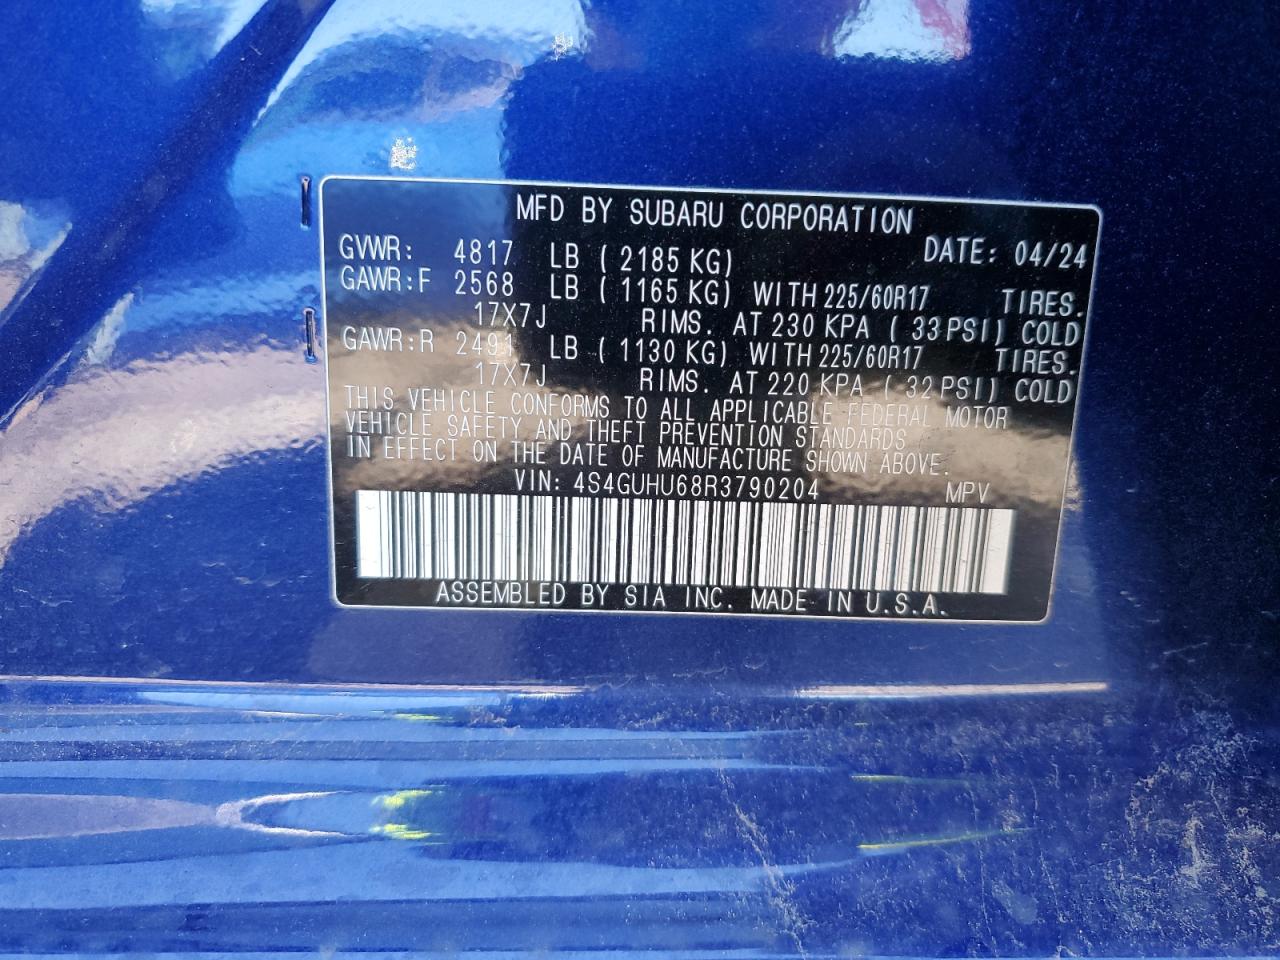 MFD BY SUBARU CORPORATION
GVWR: 4817 LB ( 2185 KG) DATE: 04/24
GAWR:F 2568 LB ( 1165 KG) WITH 225/60R17 TIRES.
17X7J RIMS. AT 230 KPA ( 33 PSI) COLD
GAWR:R 2491 LB ( 1130 KG) WITH 225/60R17 TIRES.
17X7J RIMS. AT 220 KPA ( 32 PSI) COLD
THIS VEHICLE CONFORMS TO ALL APPLICABLE FEDERAL MOTOR
VEHICLE SAFETY AND THEFT PREVENTION STANDARDS
IN EFFECT ON THE DATE OF MANUFACTURE SHOWN ABOVE.
VIN: 4S4GUHU68R3790204 MPV
ASSEMBLED BY SIA INC. MADE IN U.S.A.